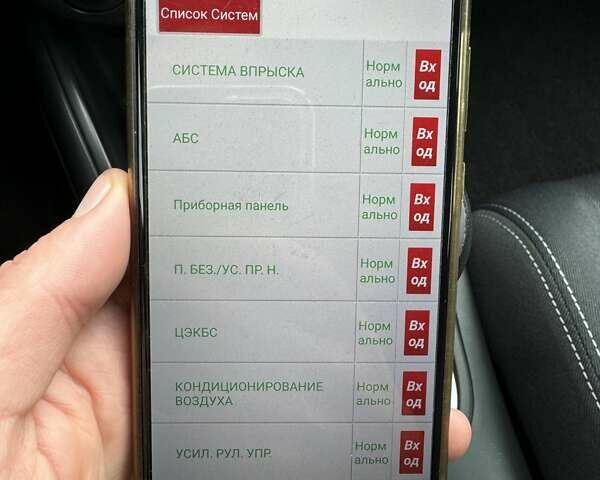 Список Систем
СИСТЕМА ВПРЫСКА
Норм
ально
Вх
од
АБС
Норм
ально
Вх
од
Приборная панель
Норм
ально
Вх
од
П. БЕЗ./УС. ПР. Н.
Норм
ально
Вх
од
ЦЭКБС
Норм
ально
Вх
од
КОНДИЦИОНИРОВАНИЕ
ВОЗДУХА
Норм
ально
Вх
од
УСИЛ. РУЛ. УПР.
Норм
ально
Вх
од